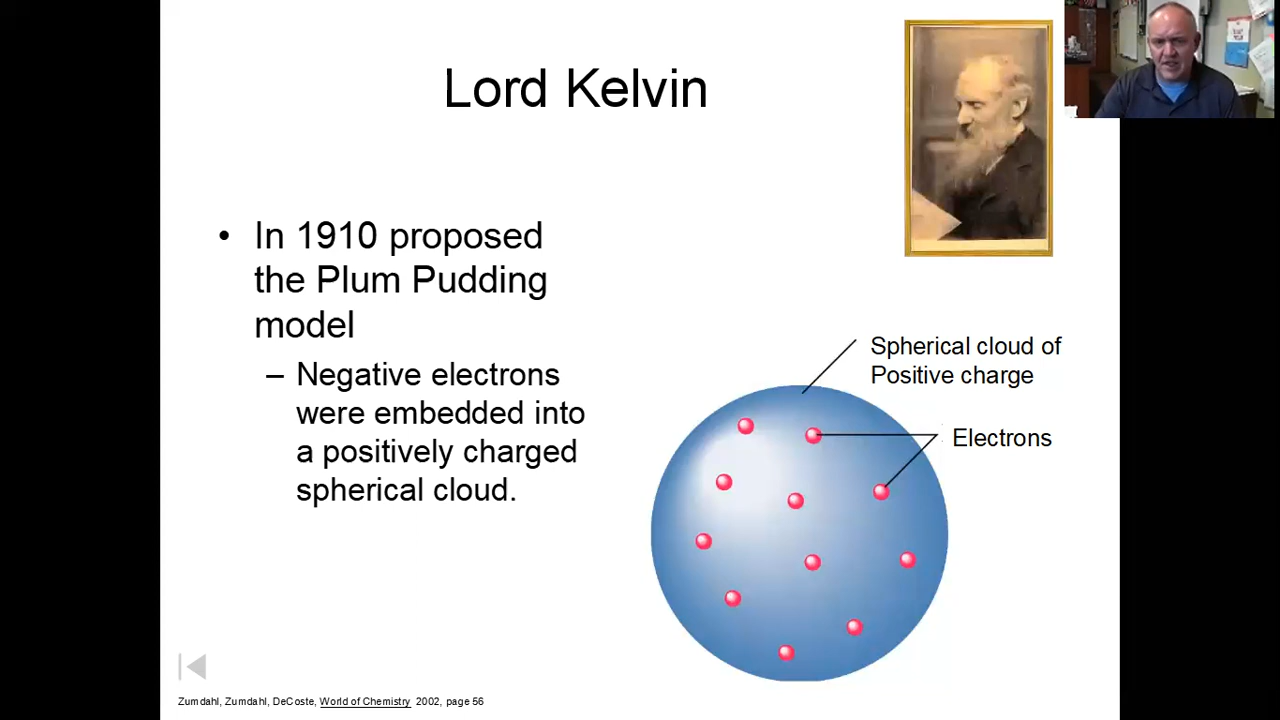 Lord Kelvin
• In 1910 proposed
the Plum Pudding
model
– Negative electrons
were embedded into
a positively charged
spherical cloud.
Spherical cloud of
Positive charge
Electrons
Zumdahl, Zumdahl, DeCoste, World of Chemistry 2002, page 56